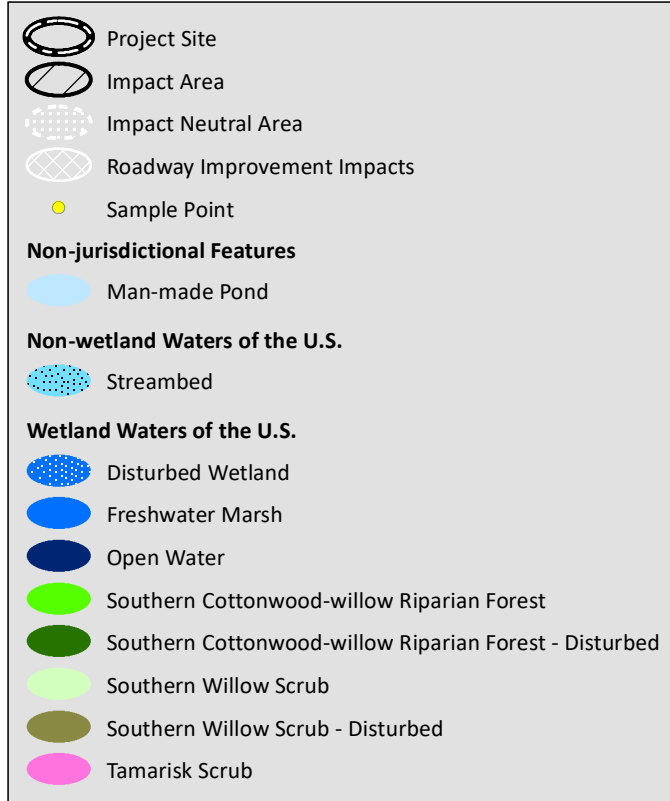 Project Site
Impact Area
Impact Neutral Area
Roadway Improvement Impacts
Sample Point
Non-jurisdictional Features
Man-made Pond
Non-wetland Waters of the U.S.
Streambed
Wetland Waters of the U.S.
Disturbed Wetland
Freshwater Marsh
Open Water
Southern Cottonwood-willow Riparian Forest
Southern Cottonwood-willow Riparian Forest - Disturbed
Southern Willow Scrub
Southern Willow Scrub - Disturbed
Tamarisk Scrub